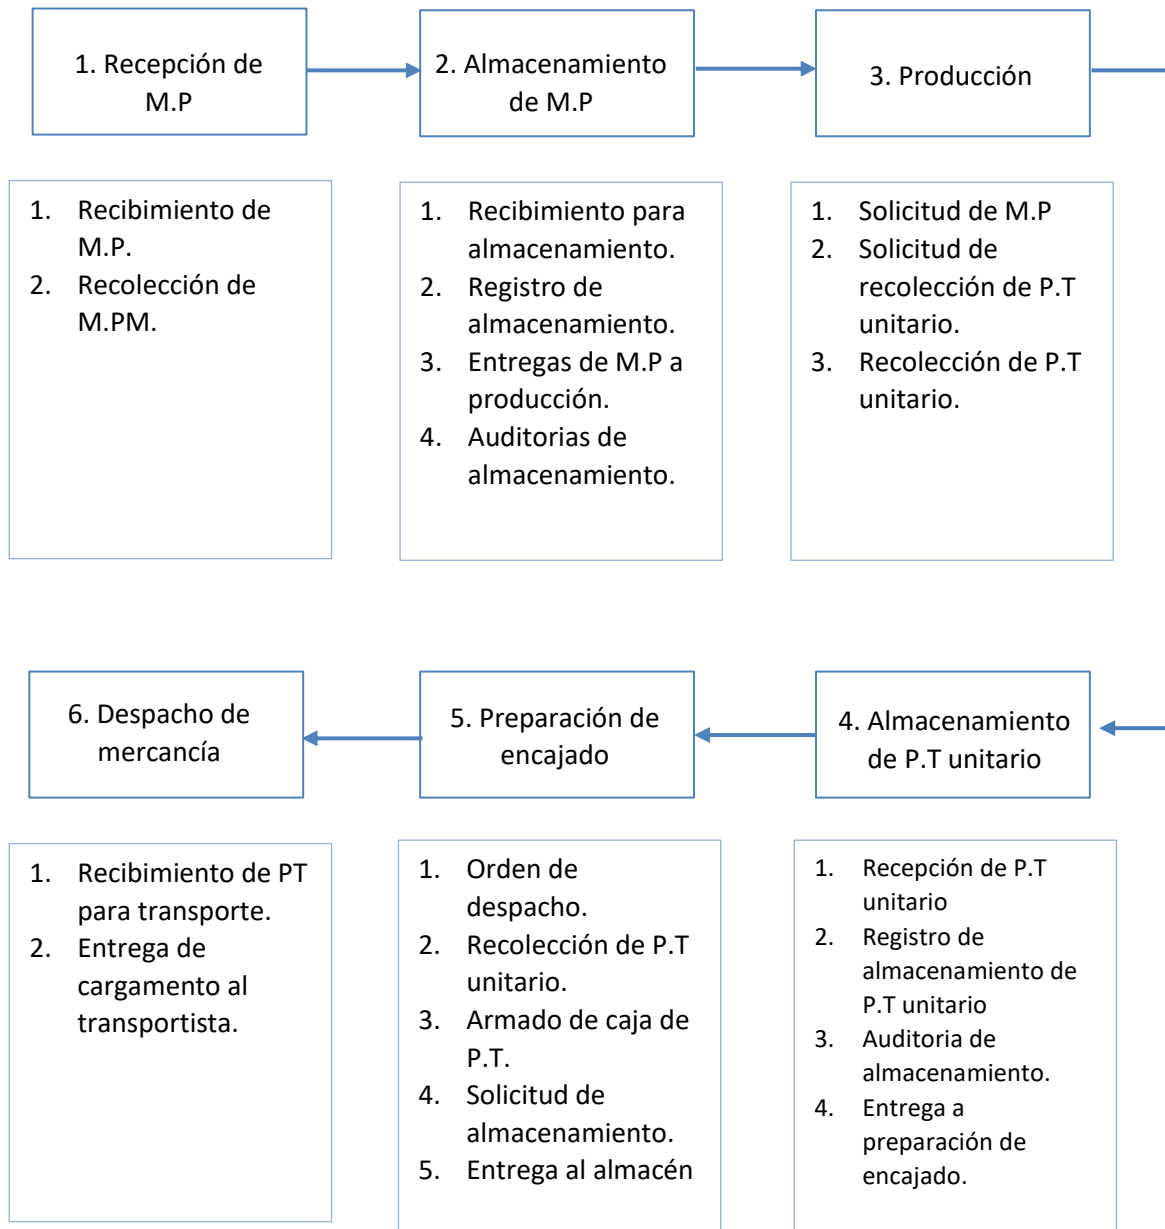 1. Recepción de
M.P
2. Almacenamiento
de M.P
3. Producción
1. Recibimiento de
M.P.
2. Recolección de
M.PM.
1. Recibimiento para
almacenamiento.
2. Registro de
almacenamiento.
3. Entregas de M.P a
producción.
4. Auditorias de
almacenamiento.
1. Solicitud de M.P
2. Solicitud de
recolección de P.T
unitario.
3. Recolección de P.T
unitario.
6. Despacho de
mercancía
5. Preparación de
encajado
4. Almacenamiento
de P.T unitario
1. Recibimiento de PT
para transporte.
2. Entrega de
cargamento al
transportista.
1. Orden de
despacho.
2. Recolección de P.T
unitario.
3. Armado de caja de
P.T.
4. Solicitud de
almacenamiento.
5. Entrega al almacén
1. Recepción de P.T
unitario
2. Registro de
almacenamiento de
P.T unitario
3. Auditoria de
almacenamiento.
4. Entrega a
preparación de
encajado.